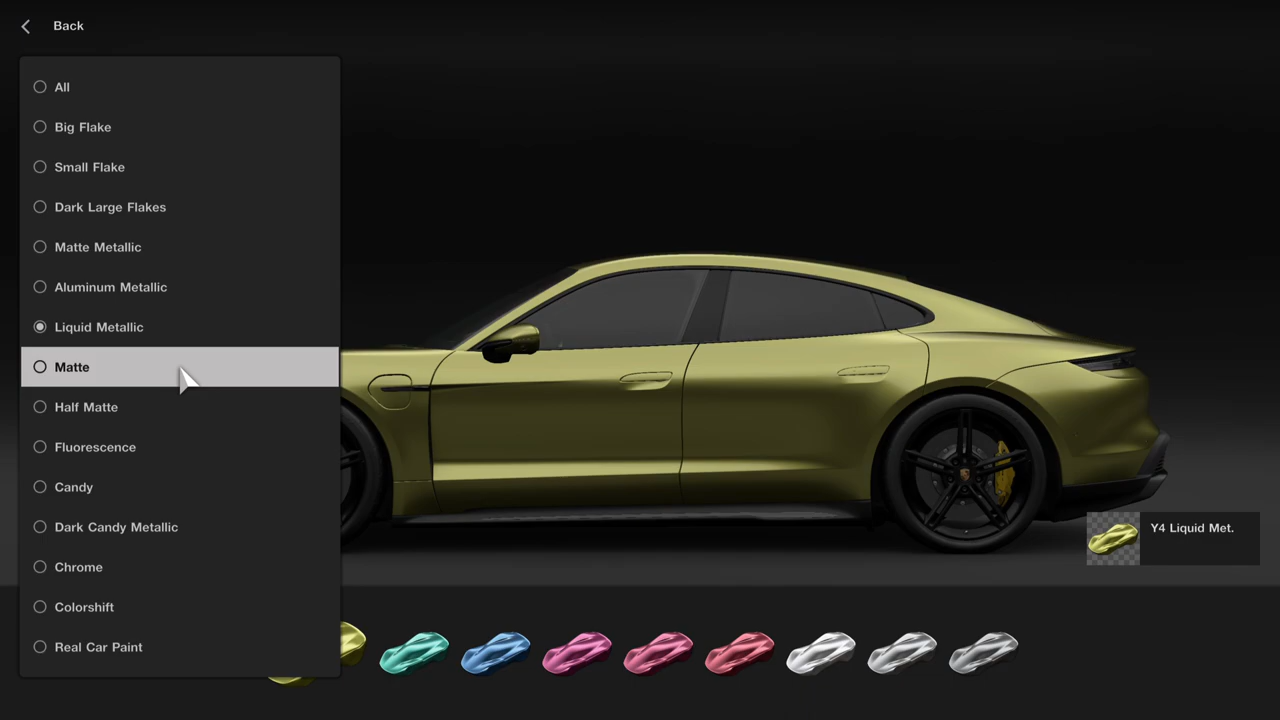 Back
All
Big Flake
Small Flake
Dark Large Flakes
Matte Metallic
Aluminum Metallic
Liquid Metallic
Matte
Half Matte
Fluorescence
Candy
Dark Candy Metallic
Chrome
Colorshift
Real Car Paint
Y4 Liquid Met.